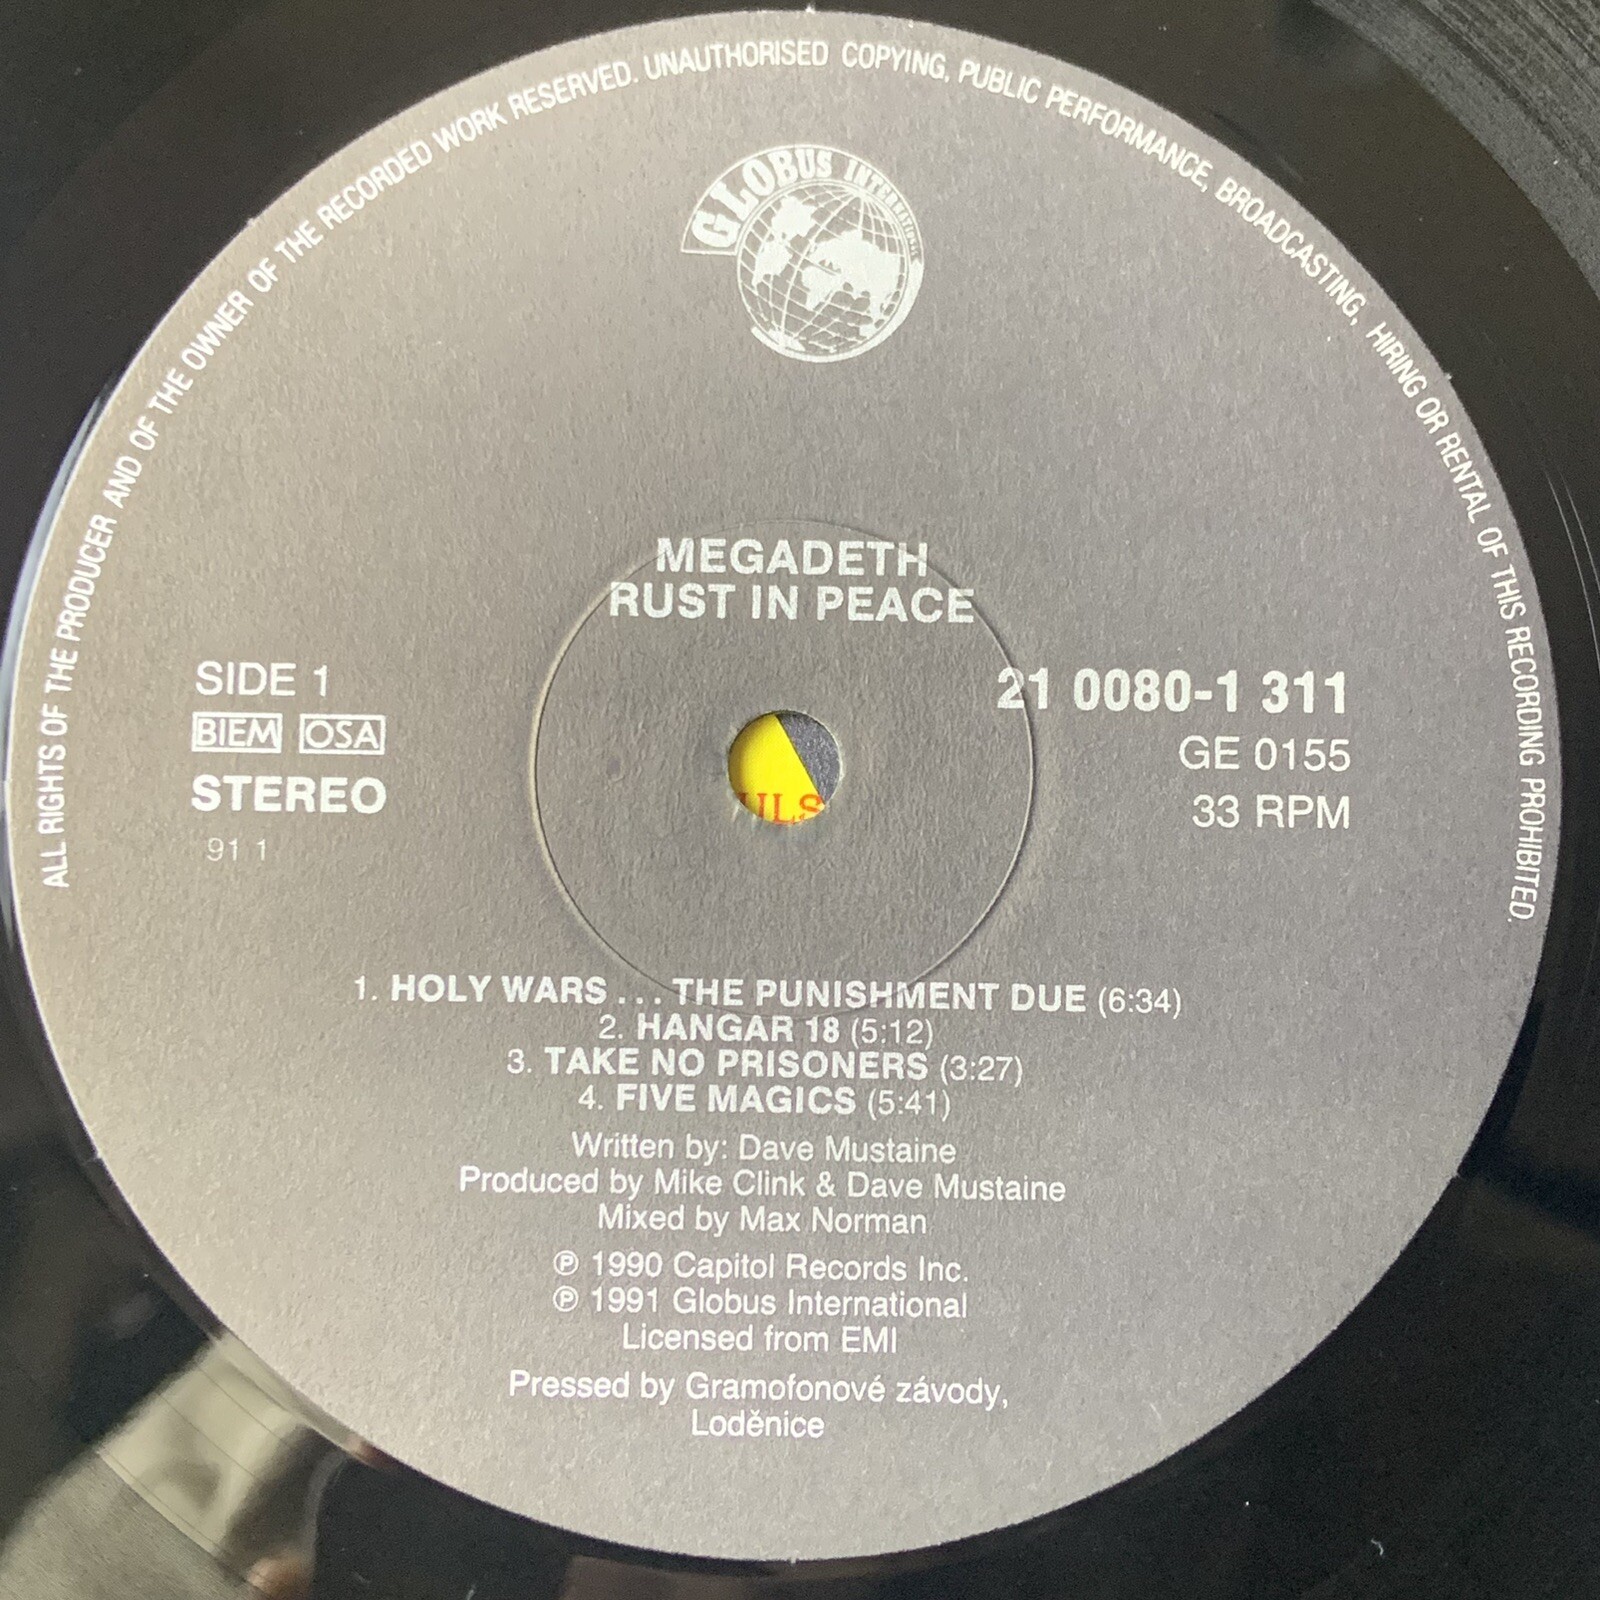 ALL RIGHTS OF THE PRODUCER AND OF THE OWNER OF THE RECORDED WORK RESERVED. UNAUTHORISED COPYING, PUBLIC PERFORMANCE, BROADCASTING, HIRING OR RENTAL OF THIS RECORDING PROHIBITED.
GLOBUS INTERNATIONAL
MEGADETH
RUST IN PEACE
SIDE 1
BIEM OSA
STEREO
91 1
21 0080-1 311
GE 0155
33 RPM
ULS
1. HOLY WARS ... THE PUNISHMENT DUE (6:34)
2. HANGAR 18 (5:12)
3. TAKE NO PRISONERS (3:27)
4. FIVE MAGICS (5:41)
Written by: Dave Mustaine
Produced by Mike Clink & Dave Mustaine
Mixed by Max Norman
℗ 1990 Capitol Records Inc.
℗ 1991 Globus International
Licensed from EMI
Pressed by Gramofonové závody,
Loděnice